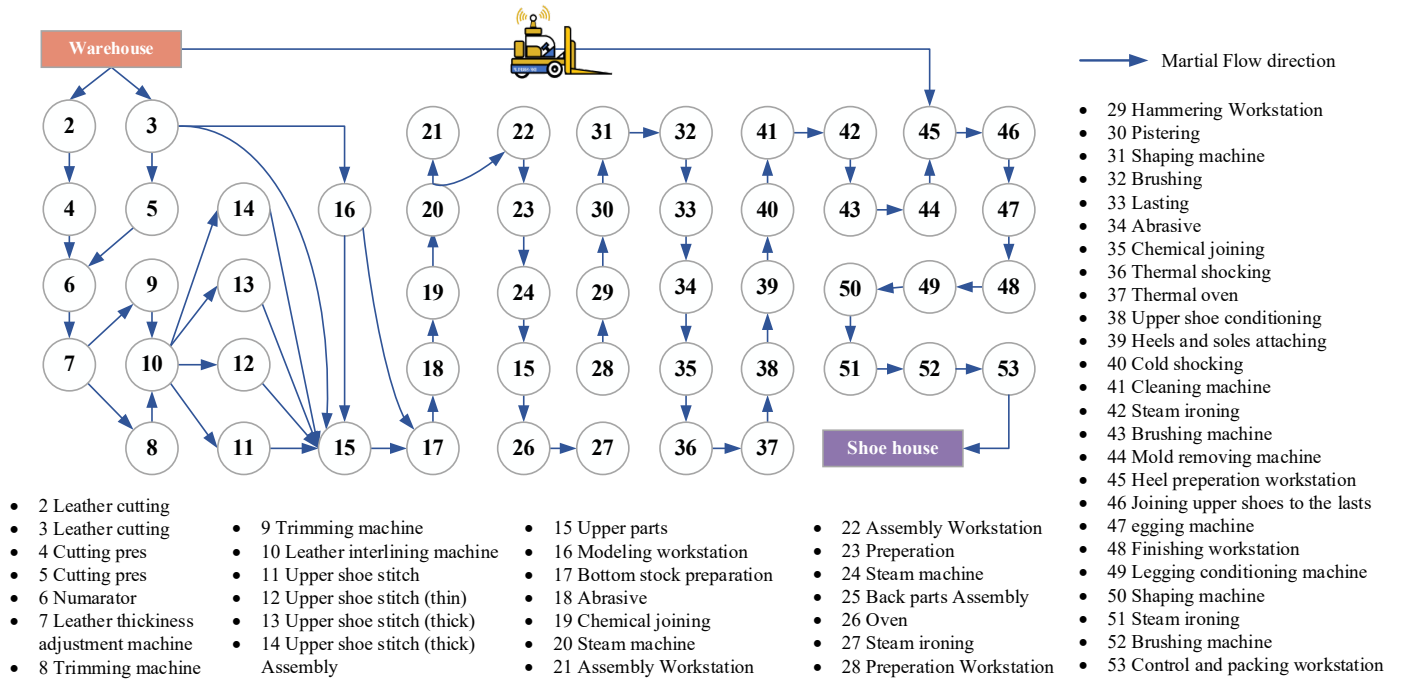 Warehouse
Martial Flow direction
2
3
21
22
31
32
41
42
45
46
4
5
14
16
20
23
30
33
40
43
44
47
6
9
13
19
24
29
34
39
50
49
48
7
10
12
18
15
28
35
38
51
52
53
8
11
15
17
26
27
36
37
Shoe house
• 2 Leather cutting
• 3 Leather cutting
• 4 Cutting pres
• 5 Cutting pres
• 6 Numarator
• 7 Leather thickiness
adjustment machine
• 8 Trimming machine
• 9 Trimming machine
• 10 Leather interlining machine
• 11 Upper shoe stitch
• 12 Upper shoe stitch (thin)
• 13 Upper shoe stitch (thick)
• 14 Upper shoe stitch (thick)
Assembly
• 15 Upper parts
• 16 Modeling workstation
• 17 Bottom stock preparation
• 18 Abrasive
• 19 Chemical joining
• 20 Steam machine
• 21 Assembly Workstation
• 22 Assembly Workstation
• 23 Preperation
• 24 Steam machine
• 25 Back parts Assembly
• 26 Oven
• 27 Steam ironing
• 28 Preperation Workstation
• 29 Hammering Workstation
• 30 Pistering
• 31 Shaping machine
• 32 Brushing
• 33 Lasting
• 34 Abrasive
• 35 Chemical joining
• 36 Thermal shocking
• 37 Thermal oven
• 38 Upper shoe conditioning
• 39 Heels and soles attaching
• 40 Cold shocking
• 41 Cleaning machine
• 42 Steam ironing
• 43 Brushing machine
• 44 Mold removing machine
• 45 Heel preperation workstation
• 46 Joining upper shoes to the lasts
• 47 egging machine
• 48 Finishing workstation
• 49 Legging conditioning machine
• 50 Shaping machine
• 51 Steam ironing
• 52 Brushing machine
• 53 Control and packing workstation